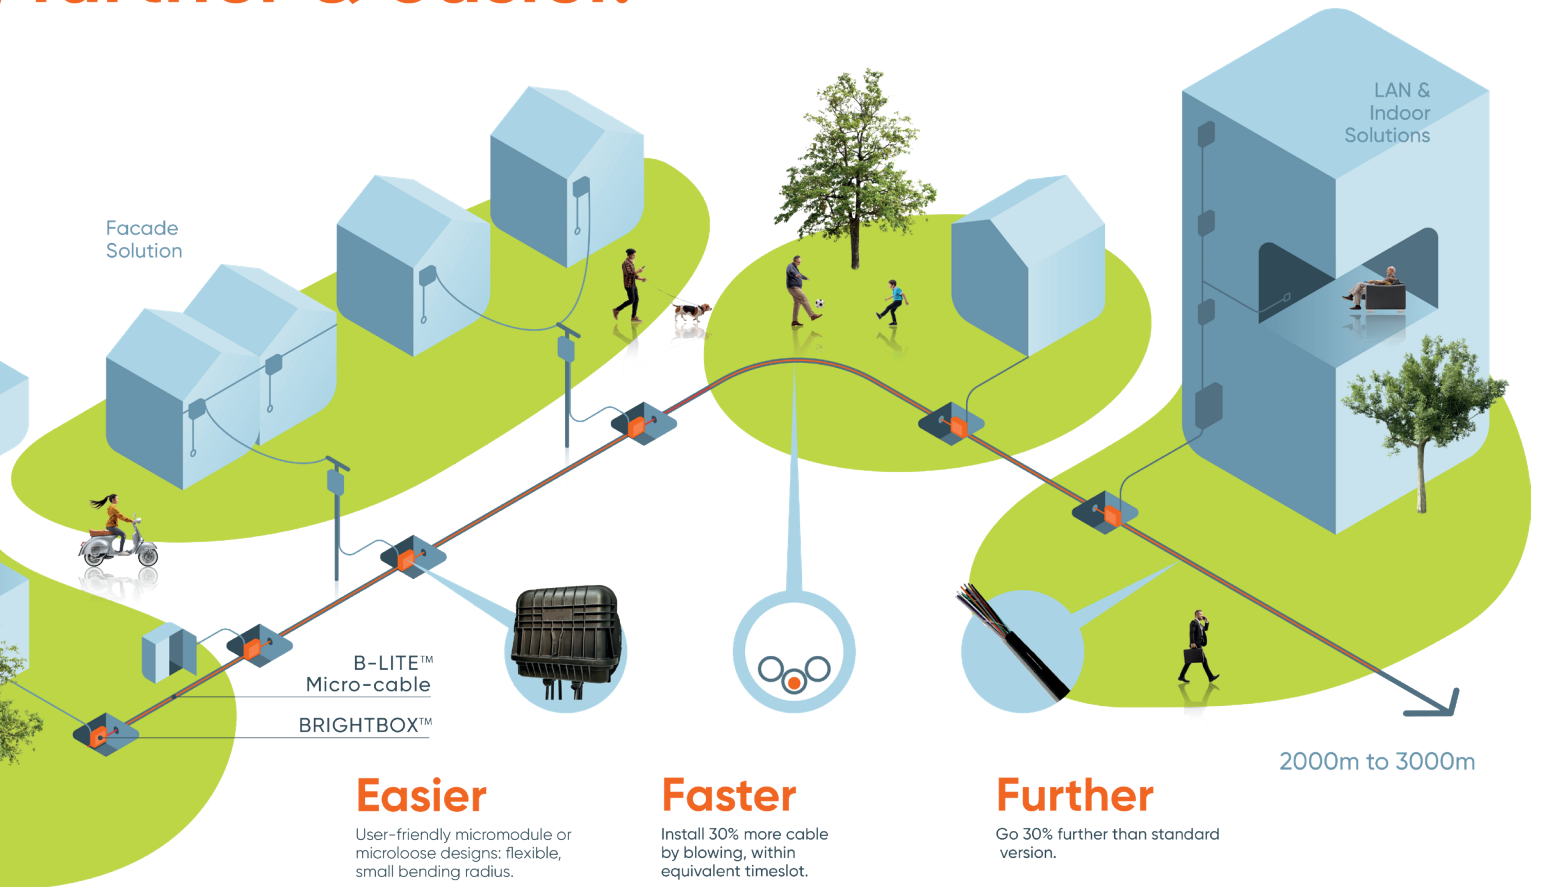 further & easier.
LAN &
Indoor
Solutions
Facade
Solution
B-LITE™
Micro-cable
BRIGHTBOX™
2000m to 3000m
Easier
User-friendly micromodule or
microloose designs: flexible,
small bending radius.
Faster
Install 30% more cable
by blowing, within
equivalent timeslot.
Further
Go 30% further than standard
version.